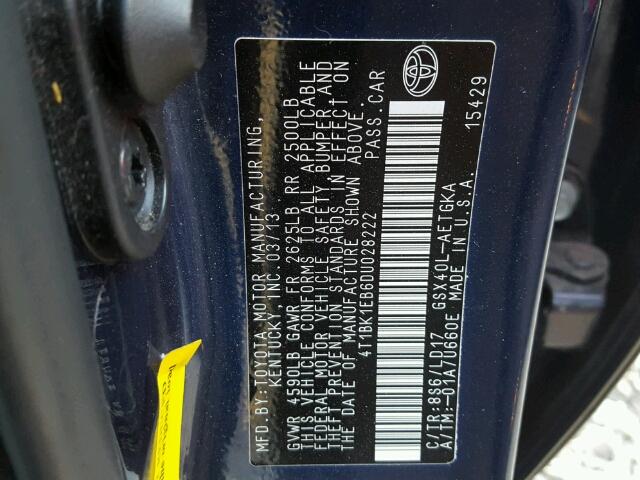 MFD.BY:TOYOTA MOTOR MANUFACTURING,
KENTUCKY, INC. 03/13
GVWR 4590LB GAWR FR 2625LB RR 2500LB
THIS VEHICLE CONFORMS TO ALL APPLICABLE
FEDERAL MOTOR VEHICLE SAFETY, BUMPER, AND
THEFT PREVENTION STANDARDS IN EFFECT ON
THE DATE OF MANUFACTURE SHOWN ABOVE.
4T1BK1EB6DU028222 PASS.CAR
C/TR:8S6/LD17 GSX40L-AETGKA
A/TM:-01A/U660E MADE IN U.S.A.
15429